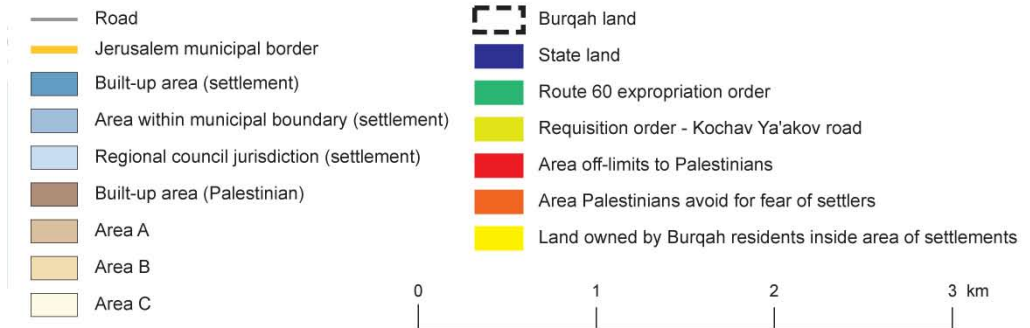 Road
Jerusalem municipal border
Built-up area (settlement)
Area within municipal boundary (settlement)
Regional council jurisdiction (settlement)
Built-up area (Palestinian)
Area A
Area B
Area C
Burqah land
State land
Route 60 expropriation order
Requisition order - Kochav Ya'akov road
Area off-limits to Palestinians
Area Palestinians avoid for fear of settlers
Land owned by Burqah residents inside area of settlements
0 1 2 3 km